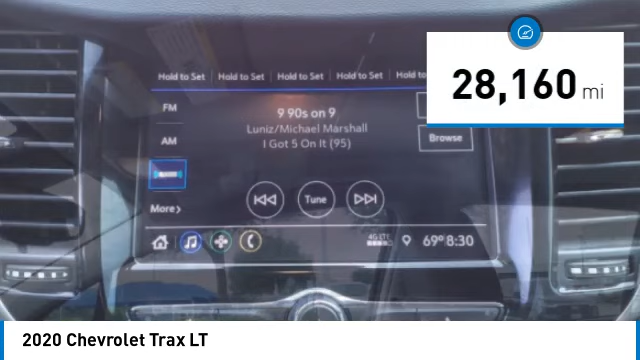 28,160 mi
Hold to Set Hold to Set Hold to Set Hold to Set Hold to
FM
9 90s on 9
Luniz/Michael Marshall
AM
I Got 5 On It (95)
Browse
More>
Tune
4G LTE 69° 8:30
2020 Chevrolet Trax LT